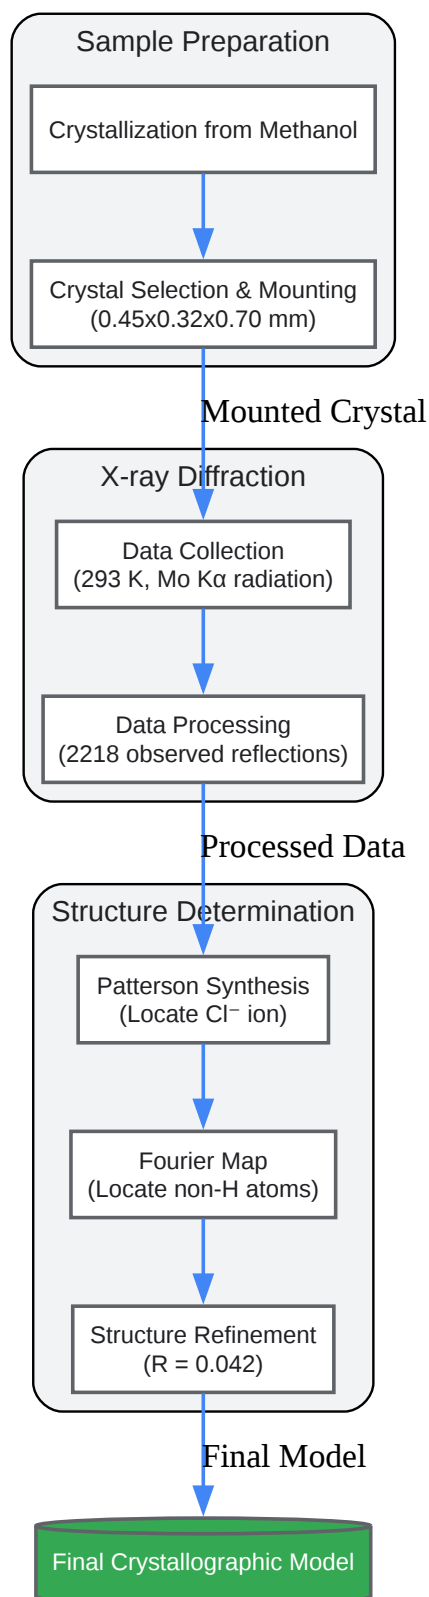 Sample Preparation
Crystallization from Methanol
Crystal Selection & Mounting
(0.45x0.32x0.70 mm)
Mounted Crystal
X-ray Diffraction
Data Collection
(293 K, Mo Kα radiation)
Data Processing
(2218 observed reflections)
Processed Data
Structure Determination
Patterson Synthesis
(Locate Cl⁻ ion)
Fourier Map
(Locate non-H atoms)
Structure Refinement
(R = 0.042)
Final Model
Final Crystallographic Model